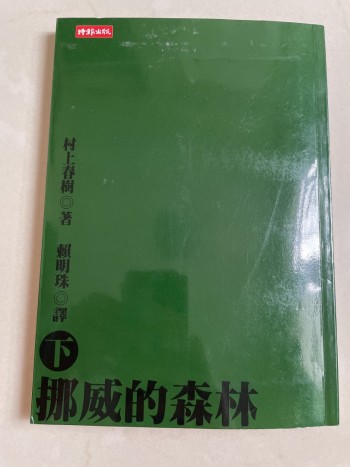 時報出版
村上春樹◎著 賴明珠◎譯
下
挪威的森林